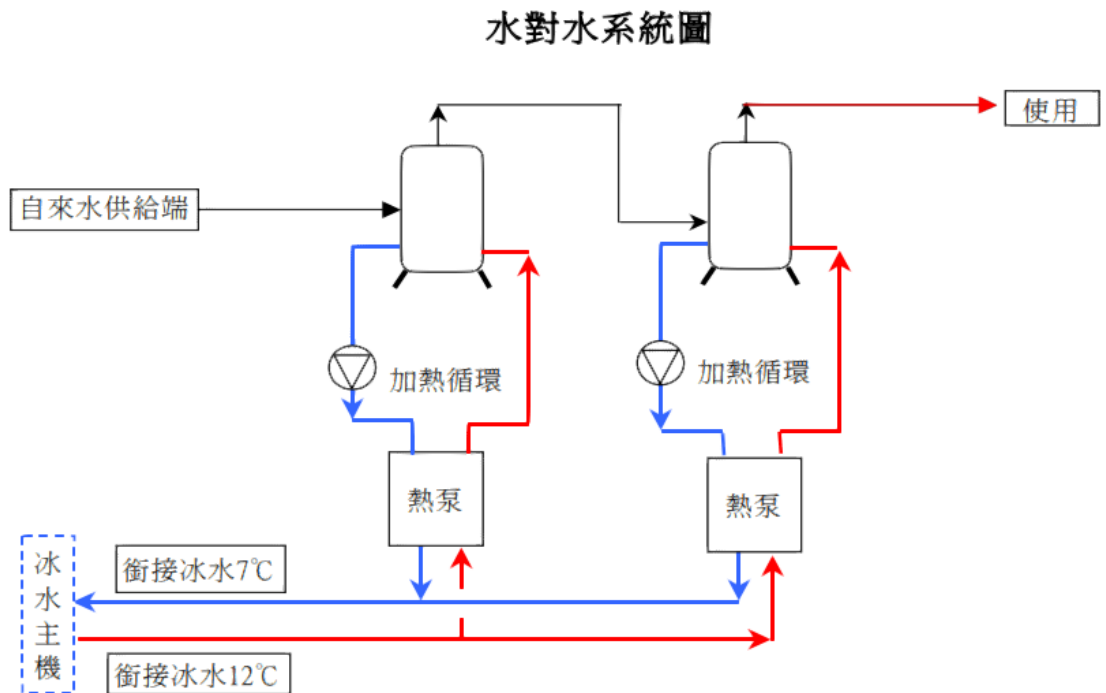 水對水系統圖
使用
自來水供給端
加熱循環
加熱循環
熱泵
熱泵
冰水主機
銜接冰水7℃
銜接冰水12℃